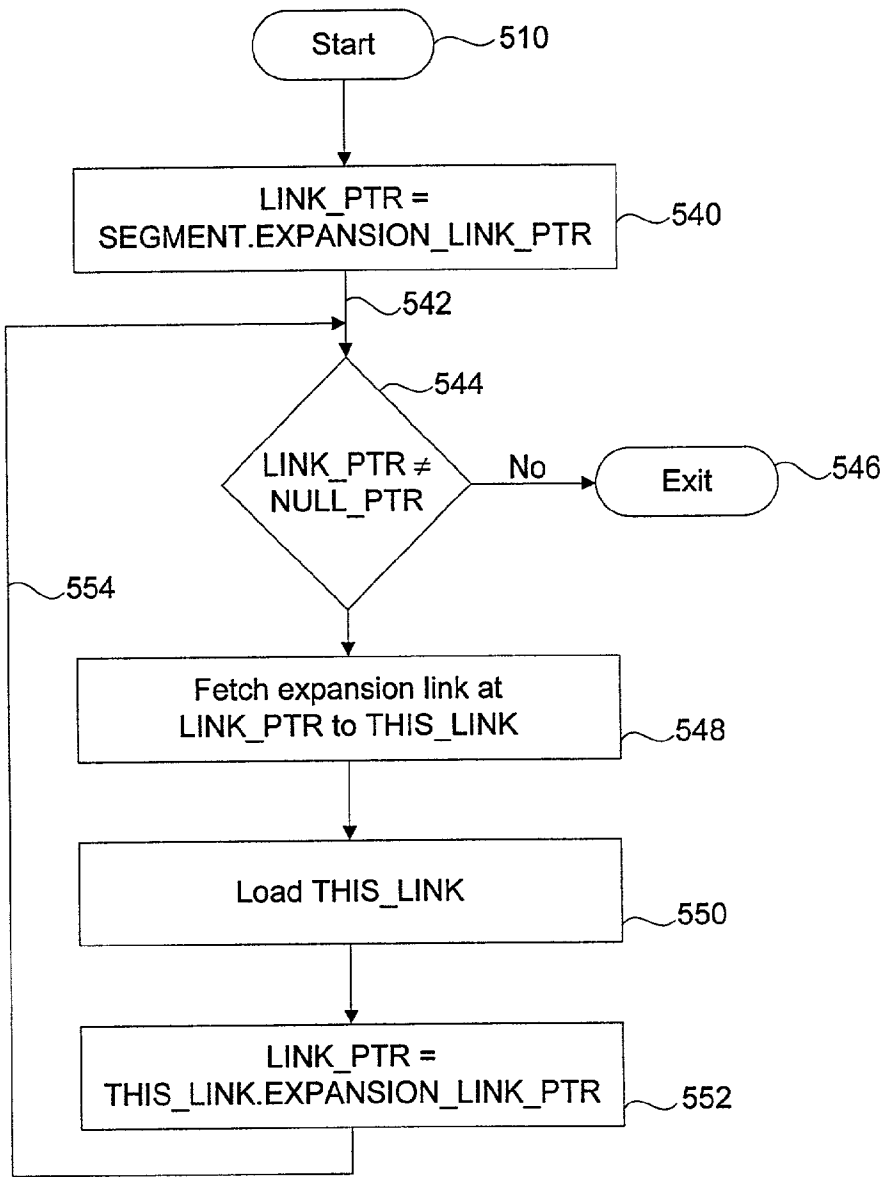 Start
510
LINK_PTR =
SEGMENT.EXPANSION_LINK_PTR
540
542
544
LINK_PTR ≠
NULL_PTR
No
Exit
546
554
Fetch expansion link at
LINK_PTR to THIS_LINK
548
Load THIS_LINK
550
LINK_PTR =
THIS_LINK.EXPANSION_LINK_PTR
552